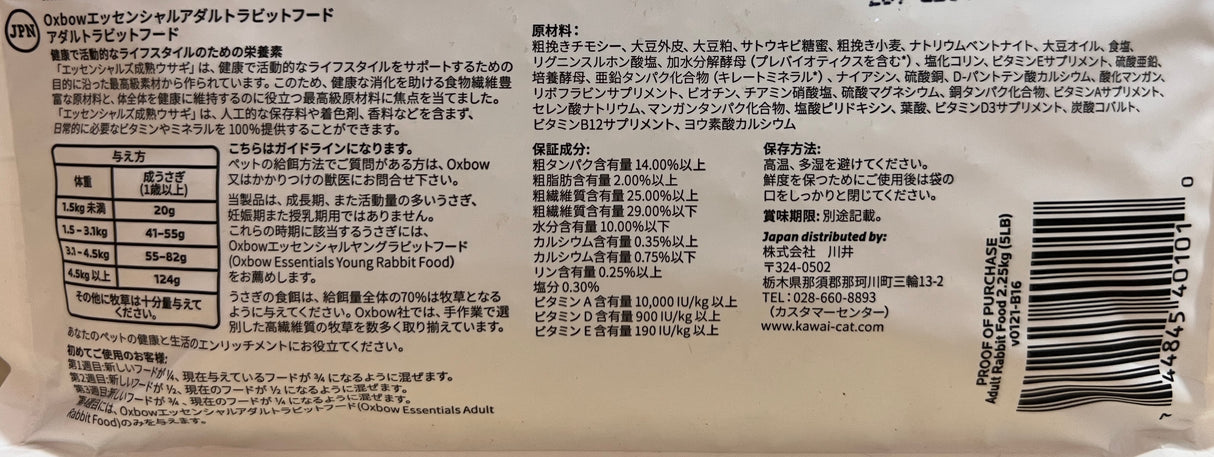 JPN
Oxbowエッセンシャルアダルトラビットフード
アダルトラビットフード
健康で活動的なライフスタイルのための栄養素
「エッセンシャルズ成熟ウサギ」は、健康で活動的なライフスタイルをサポートするための
目的に沿った最高級素材から作られています。このため、健康な消化を助ける食物繊維豊
富な原材料と、体全体を健康に維持するのに役立つ最高級原材料に焦点を当てました。
「エッセンシャルズ成熟ウサギ」は、人工的な保存料や着色剤、香料などを含まず、
日常的に必要なビタミンやミネラルを100%提供することができます。
与え方
体重 成うさぎ
(1歳以上)
1.5kg 未満 20g
1.5 – 3.1kg 41–55g
3.1 – 4.5kg 55–82g
4.5kg 以上 124g
その他に牧草は十分量与えて
ください。
こちらはガイドラインになります。
ペットの給餌方法でご質問がある方は、Oxbow
又はかかりつけの獣医にお問合せ下さい。
当製品は、成長期、また活動量の多いうさぎ、
妊娠期また授乳期用ではありません。
これらの時期に該当するうさぎには、
Oxbowエッセンシャルヤングラビットフード
(Oxbow Essentials Young Rabbit Food)
をお薦めします。
うさぎの食餌は、給餌量全体の70%は牧草となる
ように与えてください。Oxbow社では、手作業で選
別した高繊維質の牧草を数多く取り揃えています。
あなたのペットの健康と生活のエンリッチメントにお役立てください。
初めてご使用のお客様:
第1週目:新しいフードが¼、現在与えているフードが ¾ になるように混ぜます。
第2週目:新しいフードが ½、現在のフードが ½ になるように混ぜます。
第3週目:新しいフードが ¾ 、現在のフードが ¼ になるように混ぜます。
第4週目には、Oxbowエッセンシャルアダルトラビットフード(Oxbow Essentials Adult
Rabbit Food)のみを与えます。
原材料:
粗挽きチモシー、大豆外皮、大豆粕、サトウキビ糖蜜、粗挽き小麦、ナトリウムベントナイト、大豆オイル、食塩、
リグニンスルホン酸塩、加水分解酵母 (プレバイオティクスを含む*) 、塩化コリン、ビタミンEサプリメント、硫酸亜鉛、
培養酵母、亜鉛タンパク化合物 (キレートミネラル*) 、ナイアシン、硫酸銅、D-パントテン酸カルシウム、酸化マンガン、
リボフラビンサプリメント、ビオチン、チアミン硝酸塩、硫酸マグネシウム、銅タンパク化合物、ビタミンAサプリメント、
セレン酸ナトリウム、マンガンタンパク化合物、塩酸ピリドキシン、葉酸、ビタミンD3サプリメント、炭酸コバルト、
ビタミンB12サプリメント、ヨウ素酸カルシウム
保証成分:
粗タンパク含有量 14.00%以上
粗脂肪含有量 2.00%以上
粗繊維質含有量 25.00%以上
粗繊維質含有量 29.00%以下
水分含有量 10.00%以下
カルシウム含有量 0.35%以上
カルシウム含有量 0.75%以下
リン含有量 0.25%以上
塩分 0.30%
ビタミン A 含有量 10,000 IU/kg 以上
ビタミン D 含有量 900 IU/kg 以上
ビタミン E 含有量 190 IU/kg 以上
保存方法:
高温、多湿を避けてください。
鮮度を保つためにご使用後は袋の
口をしっかりと閉じてください。
賞味期限: 別途記載。
Japan distributed by:
株式会社 川井
〒324-0502
栃木県那須郡那珂川町三輪13-2
TEL:028-660-8893
(カスタマーセンター)
www.kawai-cat.com
PROOF OF PURCHASE
Adult Rabbit Food 2.25kg (5LB)
v0121-B16
7 44845 40101 0